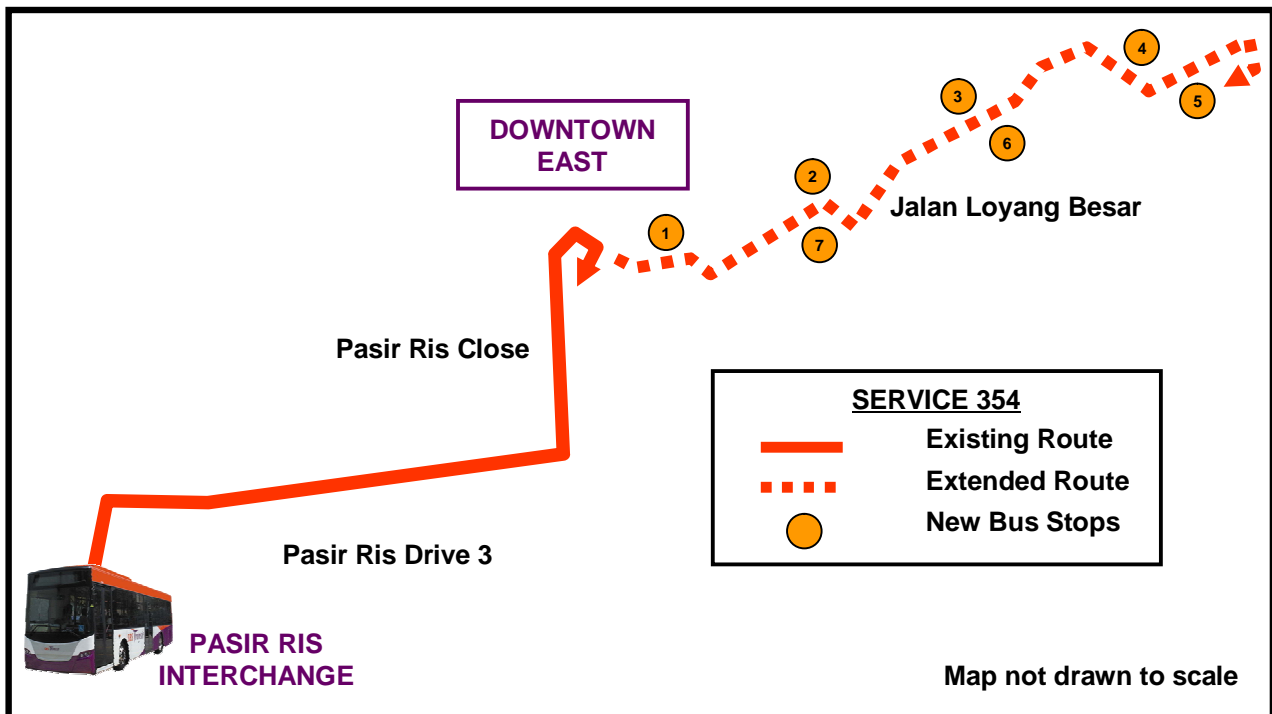 4
5
3
6
DOWNTOWN
EAST
2
Jalan Loyang Besar
1
7
Pasir Ris Close
SERVICE 354
Existing Route
Extended Route
New Bus Stops
Pasir Ris Drive 3
PASIR RIS
INTERCHANGE
Map not drawn to scale